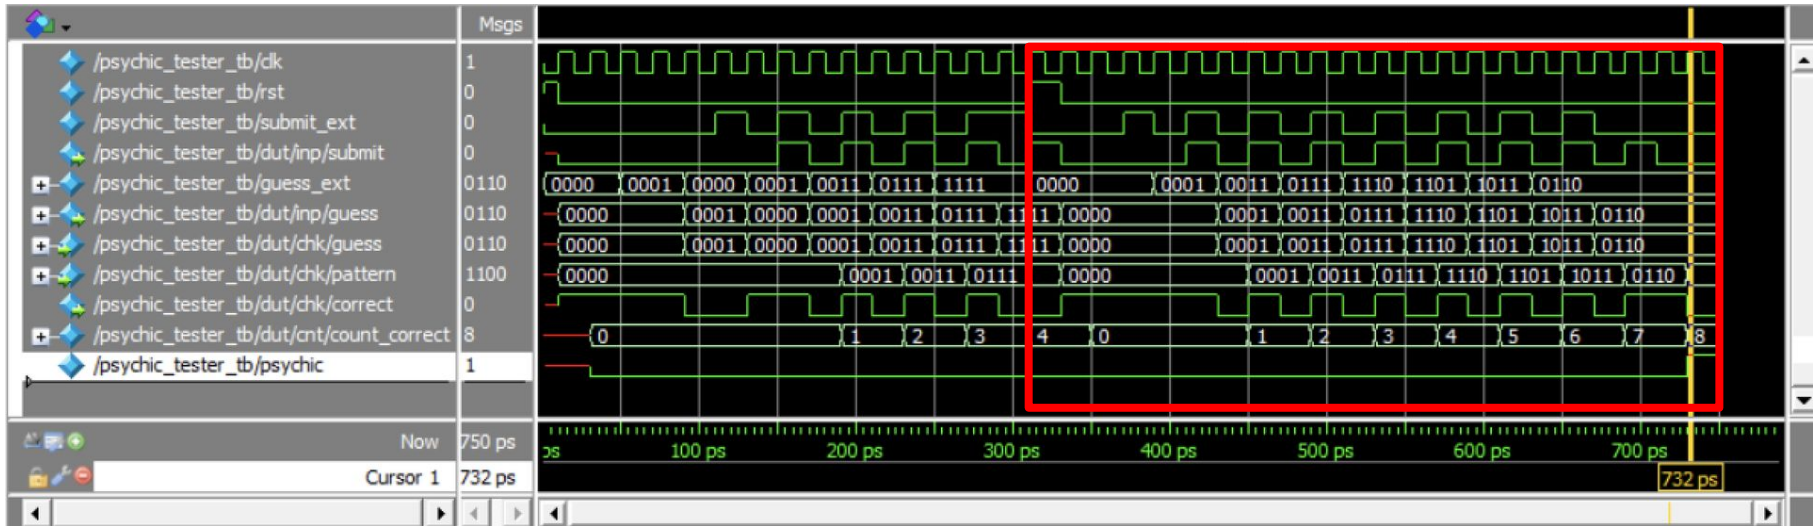 Msgs
/psychic_tester_tb/clk 1
/psychic_tester_tb/rst 0
/psychic_tester_tb/submit_ext 0
/psychic_tester_tb/dut/inp/submit 0
/psychic_tester_tb/guess_ext 0110 0000 0001 0000 0001 0011 0111 1111 0000 0001 0011 0111 1110 1101 1011 0110
/psychic_tester_tb/dut/inp/guess 0110 0000 0001 0000 0001 0011 0111 1111 0000 0001 0011 0111 1110 1101 1011 0110
/psychic_tester_tb/dut/chk/guess 0110 0000 0001 0000 0001 0011 0111 1111 0000 0001 0011 0111 1110 1101 1011 0110
/psychic_tester_tb/dut/chk/pattern 1100 0000 0001 0011 0111 0000 0001 0011 0111 1110 1101 1011 0110
/psychic_tester_tb/dut/chk/correct 0
/psychic_tester_tb/dut/cnt/count_correct 8 0 1 2 3 4 0 1 2 3 4 5 6 7 8
/psychic_tester_tb/psychic 1
Now 750 ps ps 100 ps 200 ps 300 ps 400 ps 500 ps 600 ps 700 ps
Cursor 1 732 ps 732 ps